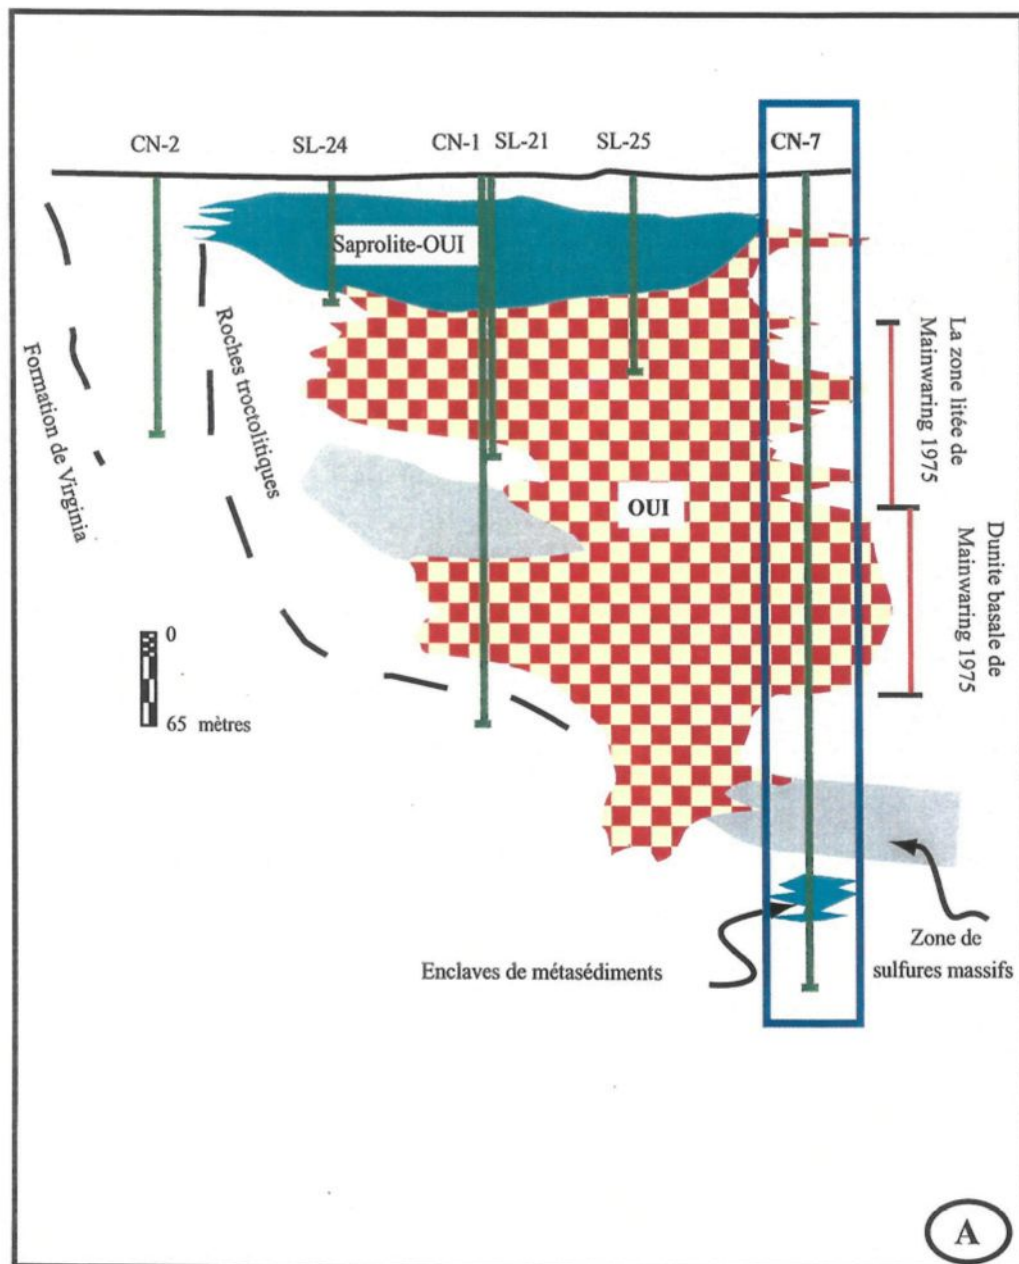 CN-2
SL-24
CN-1
SL-21
SL-25
CN-7
Saprolite-OUI
Formation de Virginia
Roches troctolitiques
OUI
La zone litée de
Mainwaring 1975
Dunite basale de
Mainwaring 1975
0
65 mètres
Enclaves de métasédiments
Zone de
sulfures massifs
A